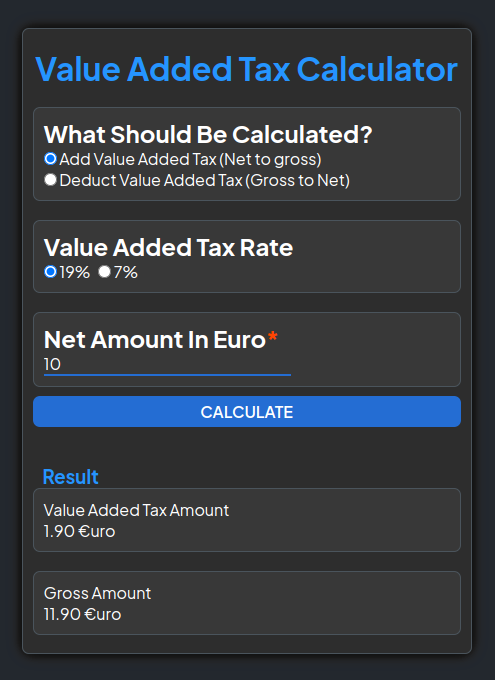 Value Added Tax Calculator
What Should Be Calculated?
Add Value Added Tax (Net to gross)
Deduct Value Added Tax (Gross to Net)
Value Added Tax Rate
19% 7%
Net Amount In Euro*
10
CALCULATE
Result
Value Added Tax Amount
1.90 €uro
Gross Amount
11.90 €uro